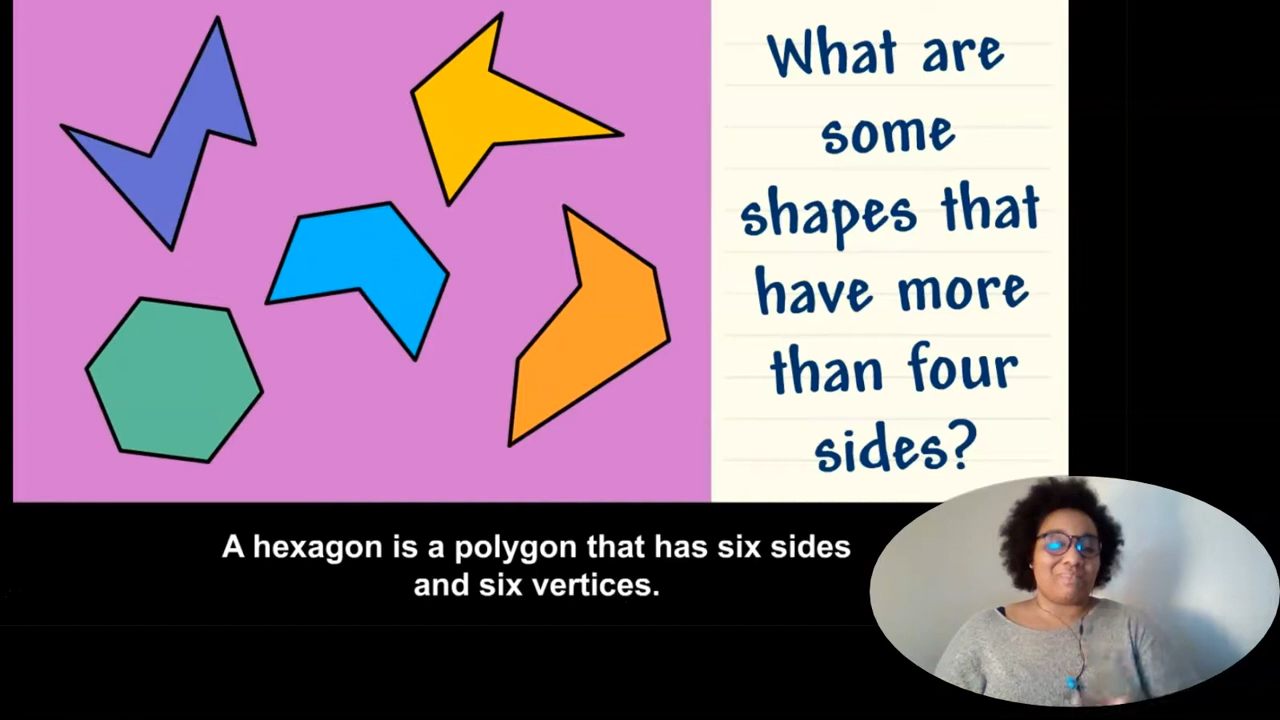 What are
some
shapes that
have more
than four
sides?
A hexagon is a polygon that has six sides
and six vertices.